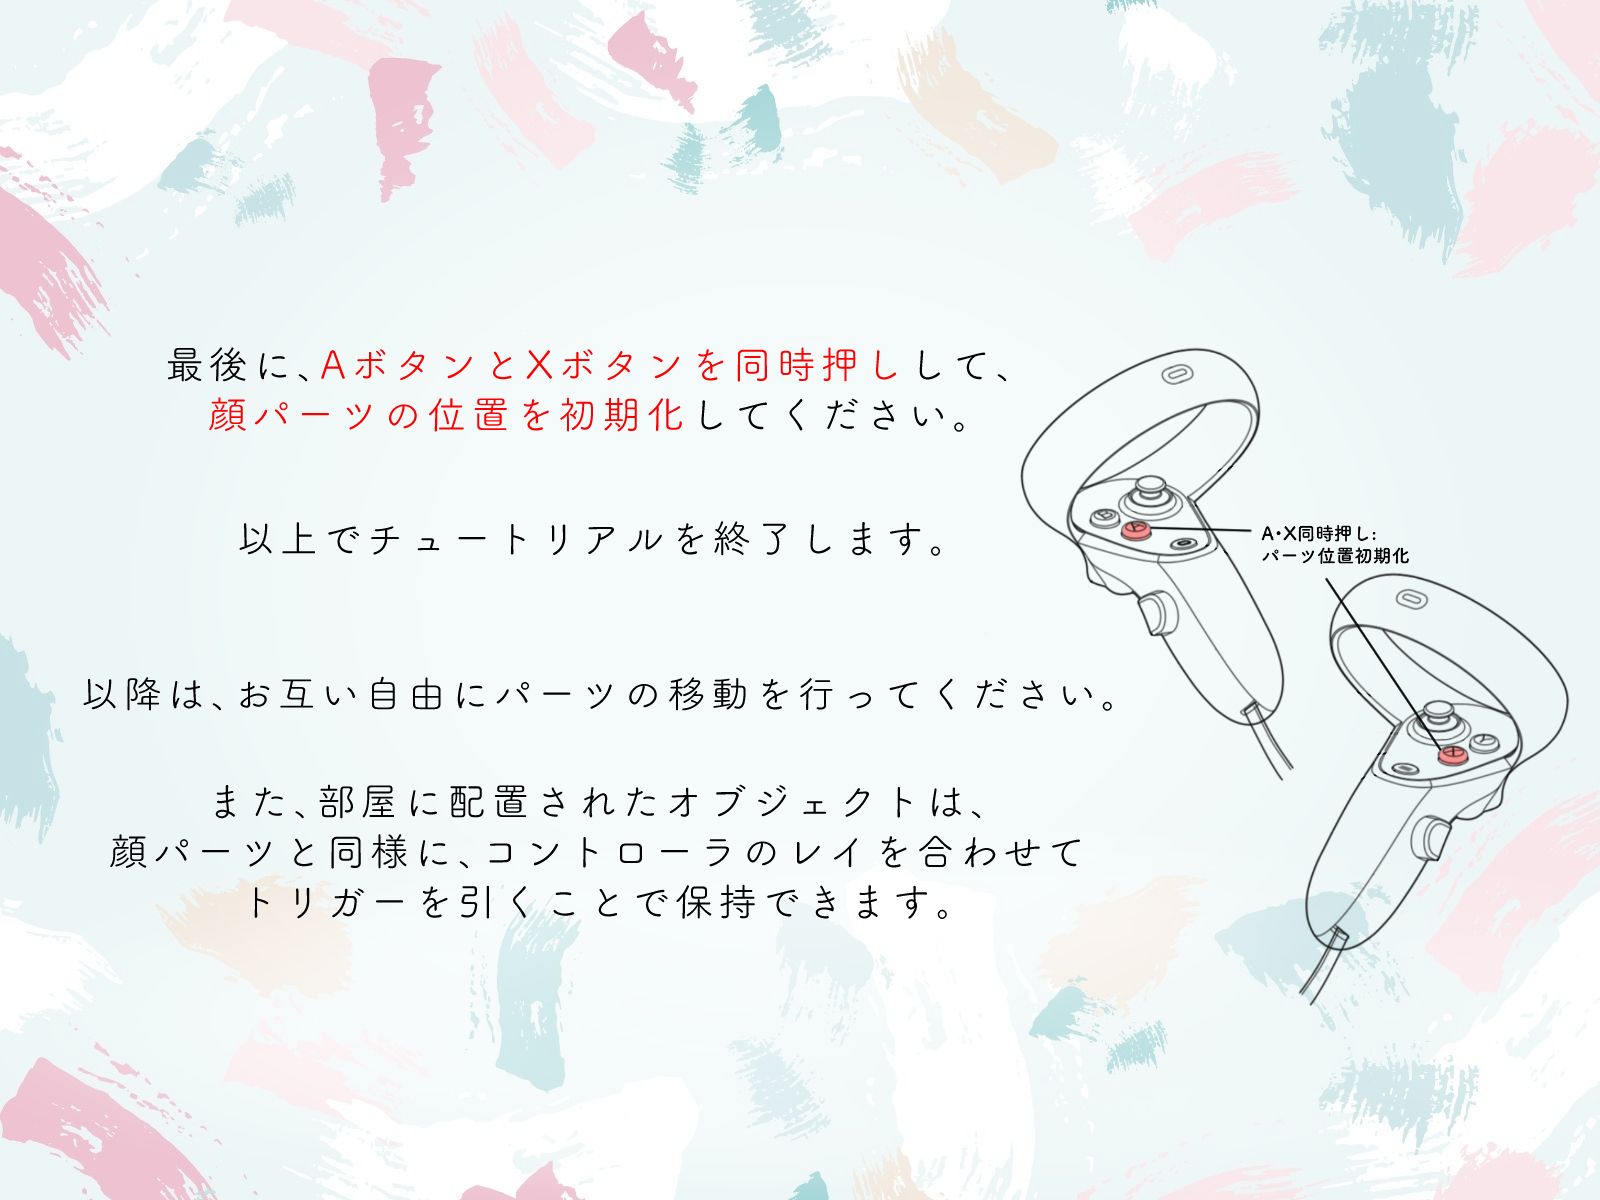 最後に、AボタンとXボタンを同時押しして、
顔パーツの位置を初期化してください。
以上でチュートリアルを終了します。
A・X同時押し:
パーツ位置初期化
以降は、お互い自由にパーツの移動を行ってください。
また、部屋に配置されたオブジェクトは、
顔パーツと同様に、コントローラのレイを合わせて
トリガーを引くことで保持できます。